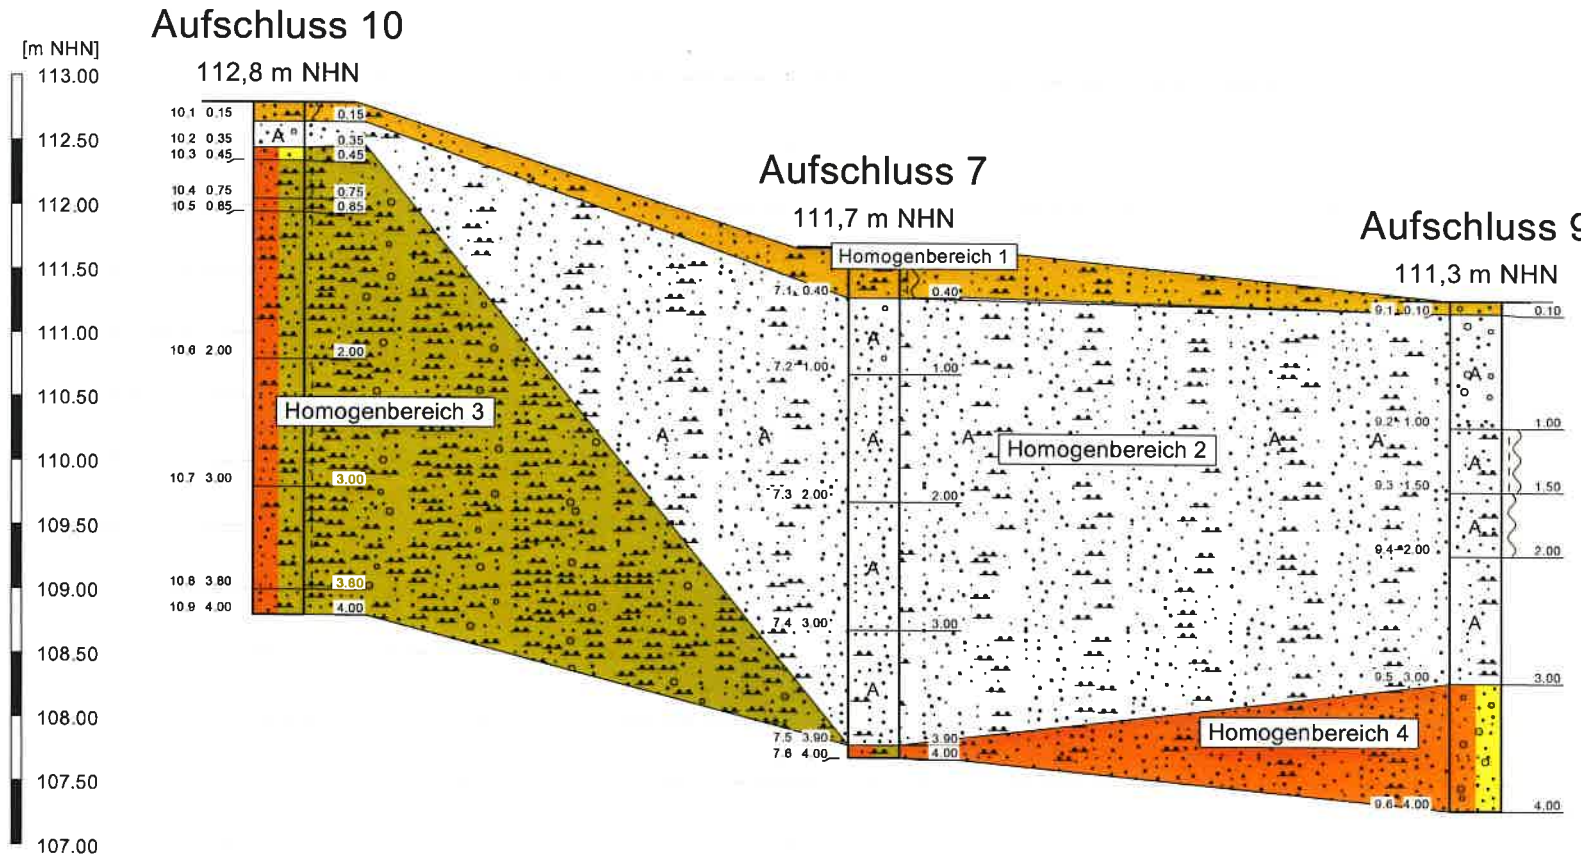 Aufschluss 10
112,8 m NHN
[m NHN]
113.00
112.50
112.00
111.50
111.00
110.50
110.00
109.50
109.00
108.50
108.00
107.50
107.00
10.1 0.15
10.2 0.35
10.3 0.45
10.4 0.75
10.5 0.85
10.6 2.00
10.7 3.00
10.8 3.80
10.9 4.00
A
0.15
0.35
0.45
0.75
0.85
2.00
3.00
3.80
4.00
Homogenbereich 3
Aufschluss 7
111,7 m NHN
Homogenbereich 1
7.1 0.40
7.2 1.00
7.3 2.00
7.4 3.00
7.5 3.90
7.6 4.00
A
A
A
A
A
A
0.40
1.00
2.00
3.00
3.90
4.00
A
Homogenbereich 2
A
A
Homogenbereich 4
Aufschluss 9
111,3 m NHN
9.1 0.10
9.2 1.00
9.3 1.50
9.4 2.00
9.5 3.00
9.6 4.00
A
A
A
A
0.10
1.00
1.50
2.00
3.00
4.00